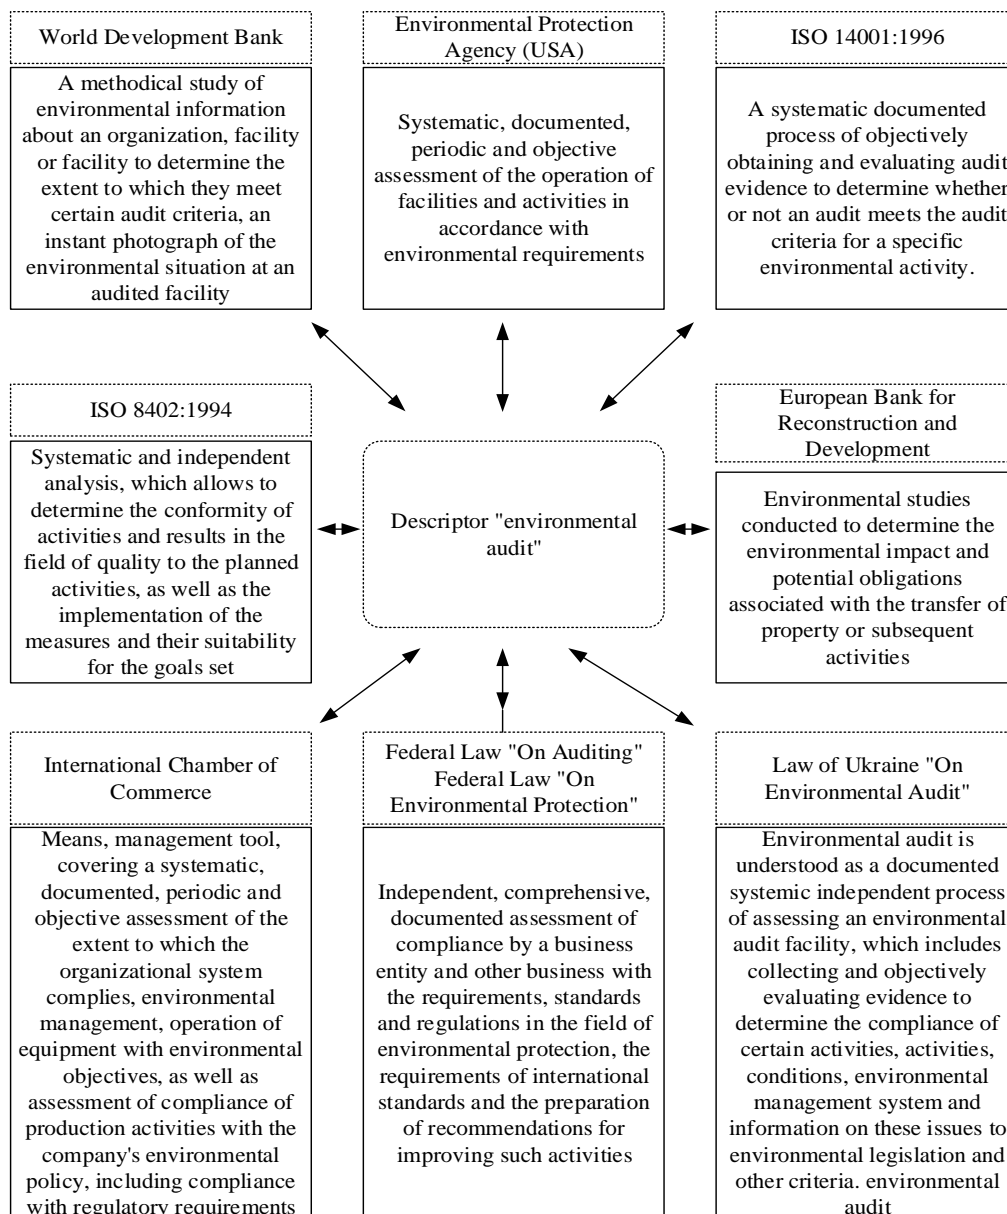 World Development Bank
A methodical study of
environmental information
about an organization, facility
or facility to determine the
extent to which they meet
certain audit criteria, an
instant photograph of the
environmental situation at an
audited facility
Environmental Protection
Agency (USA)
Systematic, documented,
periodic and objective
assessment of the operation of
facilities and activities in
accordance with
environmental requirements
ISO 14001:1996
A systematic documented
process of objectively
obtaining and evaluating audit
evidence to determine whether
or not an audit meets the audit
criteria for a specific
environmental activity.
ISO 8402:1994
Systematic and independent
analysis, which allows to
determine the conformity of
activities and results in the
field of quality to the planned
activities, as well as the
implementation of the
measures and their suitability
for the goals set
Descriptor "environmental
audit"
European Bank for
Reconstruction and
Development
Environmental studies
conducted to determine the
environmental impact and
potential obligations
associated with the transfer of
property or subsequent
activities
International Chamber of
Commerce
Means, management tool,
covering a systematic,
documented, periodic and
objective assessment of the
extent to which the
organizational system
complies, environmental
management, operation of
equipment with environmental
objectives, as well as
assessment of compliance of
production activities with the
company's environmental
policy, including compliance
with regulatory requirements
Federal Law "On Auditing"
Federal Law "On
Environmental Protection"
Independent, comprehensive,
documented assessment of
compliance by a business
entity and other business with
the requirements, standards
and regulations in the field of
environmental protection, the
requirements of international
standards and the preparation
of recommendations for
improving such activities
Law of Ukraine "On
Environmental Audit"
Environmental audit is
understood as a documented
systemic independent process
of assessing an environmental
audit facility, which includes
collecting and objectively
evaluating evidence to
determine the compliance of
certain activities, activities,
conditions, environmental
management system and
information on these issues to
environmental legislation and
other criteria. environmental
audit